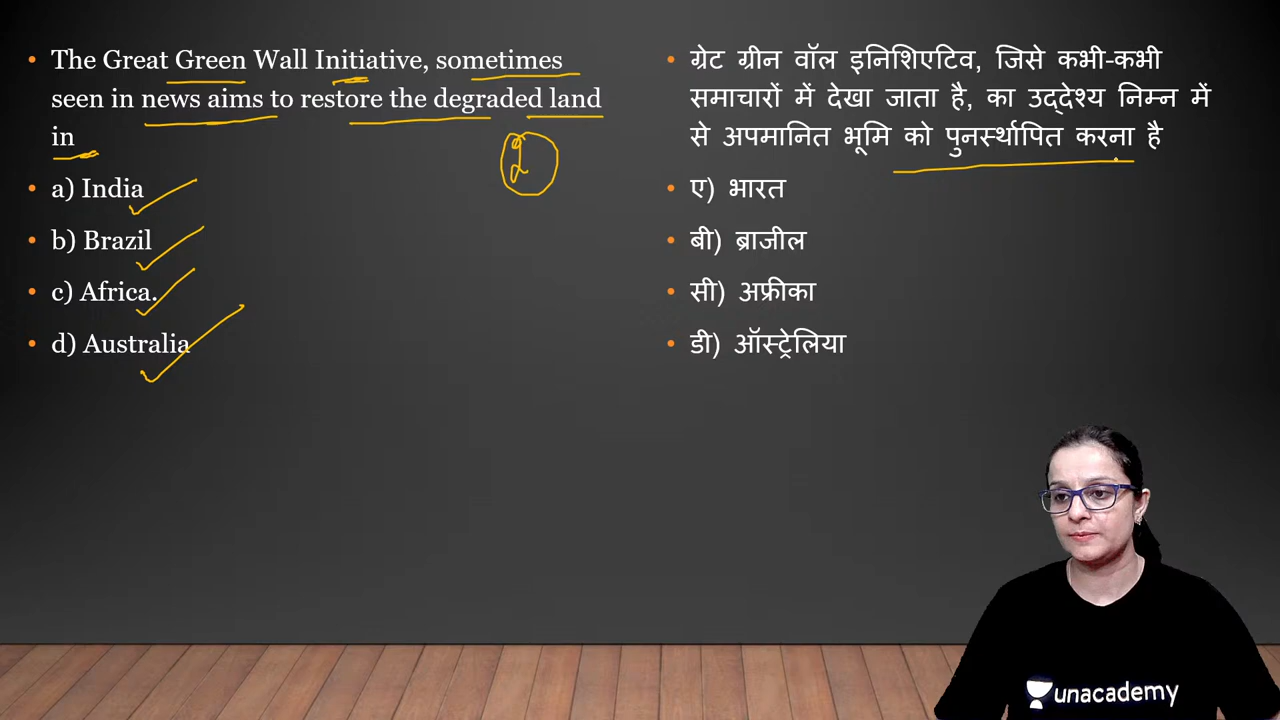 The Great Green Wall Initiative, sometimes
seen in news aims to restore the degraded land
in
a) India
b) Brazil
c) Africa.
d) Australia
2
ग्रेट ग्रीन वॉल इनिशिएटिव, जिसे कभी-कभी
समाचारों में देखा जाता है, का उद्देश्य निम्न में
से अपमानित भूमि को पुनर्स्थापित करना है
ए) भारत
बी) ब्राजील
सी) अफ्रीका
डी) ऑस्ट्रेलिया
unacademy